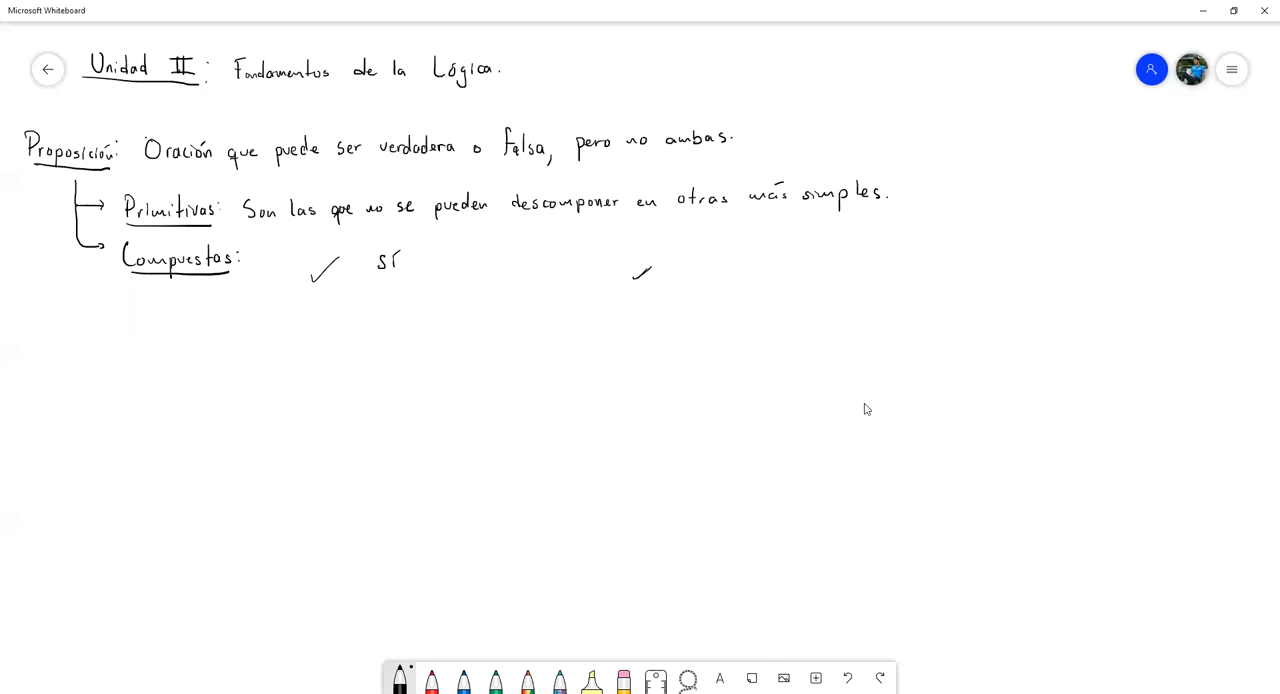 Microsoft Whiteboard
Unidad II: Fundamentos de la Lógica.
Proposición: Oración que puede ser verdadera o falsa, pero no ambas.
Primitivas: Son las que no se pueden descomponer en otras más simples.
Compuestas: ✓ sí ✓
A